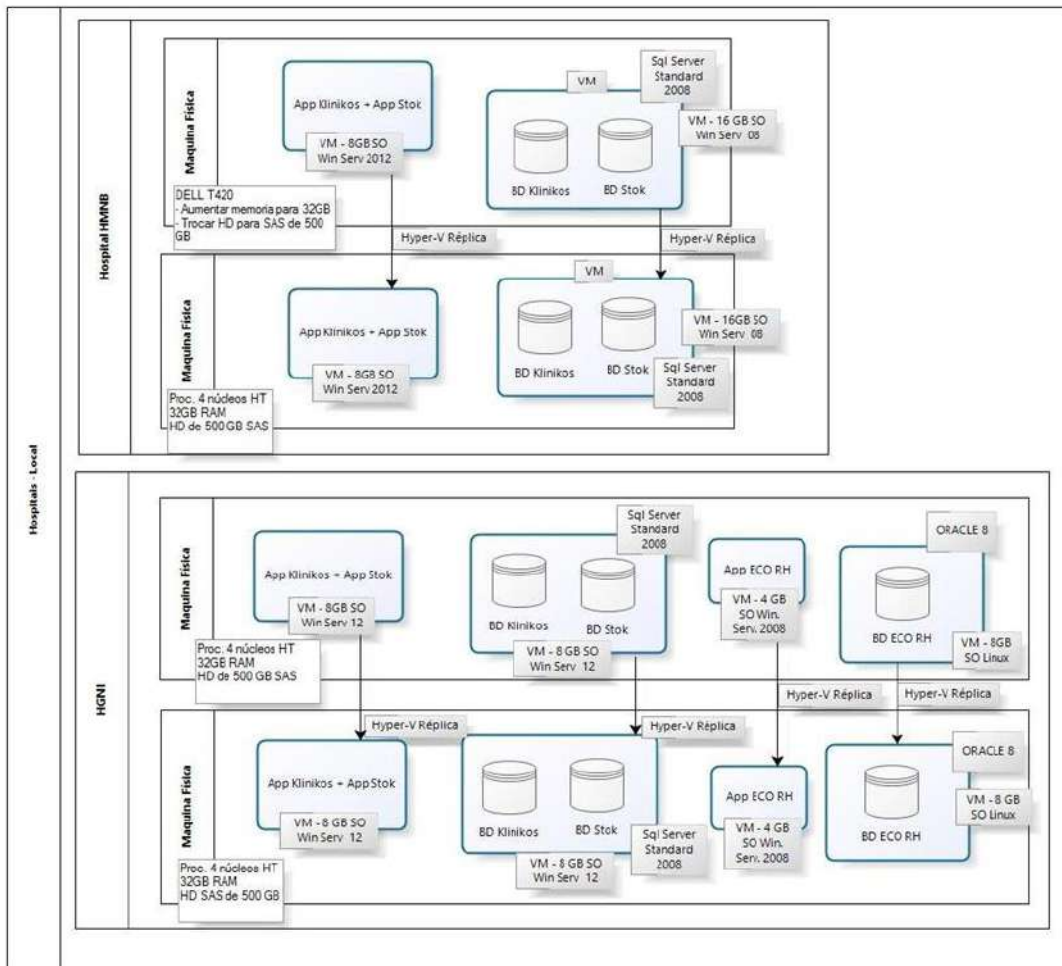 Hospitais - Local
Hospital HMNB
Maquina Física
App Klinikos + App Stok
VM - 8GB SO
Win Serv 2012
VM
Sql Server
Standard
2008
VM - 16 GB SO
Win Serv 08
BD Klinikos
BD Stok
DELL T420
- Aumentar memoria para 32GB
- Trocar HD para SAS de 500
GB
Hyper-V Réplica
Hyper-V Réplica
Maquina Física
App Klinikos + App Stok
VM - 8GB SO
Win Serv 2012
VM
BD Klinikos
BD Stok
VM - 16GB SO
Win Serv 08
Sql Server
Standard
2008
Proc. 4 núcleos HT
32GB RAM
HD de 500 GB SAS
HGNI
Maquina Física
App Klinikos + App Stok
VM - 8GB SO
Win Serv 12
Sql Server
Standard
2008
BD Klinikos
BD Stok
VM - 8 GB SO
Win Serv 12
App ECO RH
VM - 4 GB
SO Win.
Serv. 2008
ORACLE 8
BD ECO RH
VM - 8GB
SO Linux
Proc. 4 núcleos HT
32GB RAM
HD de 500 GB SAS
Hyper-V Réplica
Hyper-V Réplica
Hyper-V Réplica
Hyper-V Réplica
Maquina Física
App Klinikos + App Stok
VM - 8 GB SO
Win Serv 12
BD Klinikos
BD Stok
VM - 8 GB SO
Win Serv 12
Sql Server
Standard
2008
App ECO RH
VM - 4 GB
SO Win.
Serv. 2008
ORACLE 8
VM - 8 GB
SO Linux
BD EC0 RH
Proc. 4 núcleos HT
32GB RAM
HD SAS de 500 GB